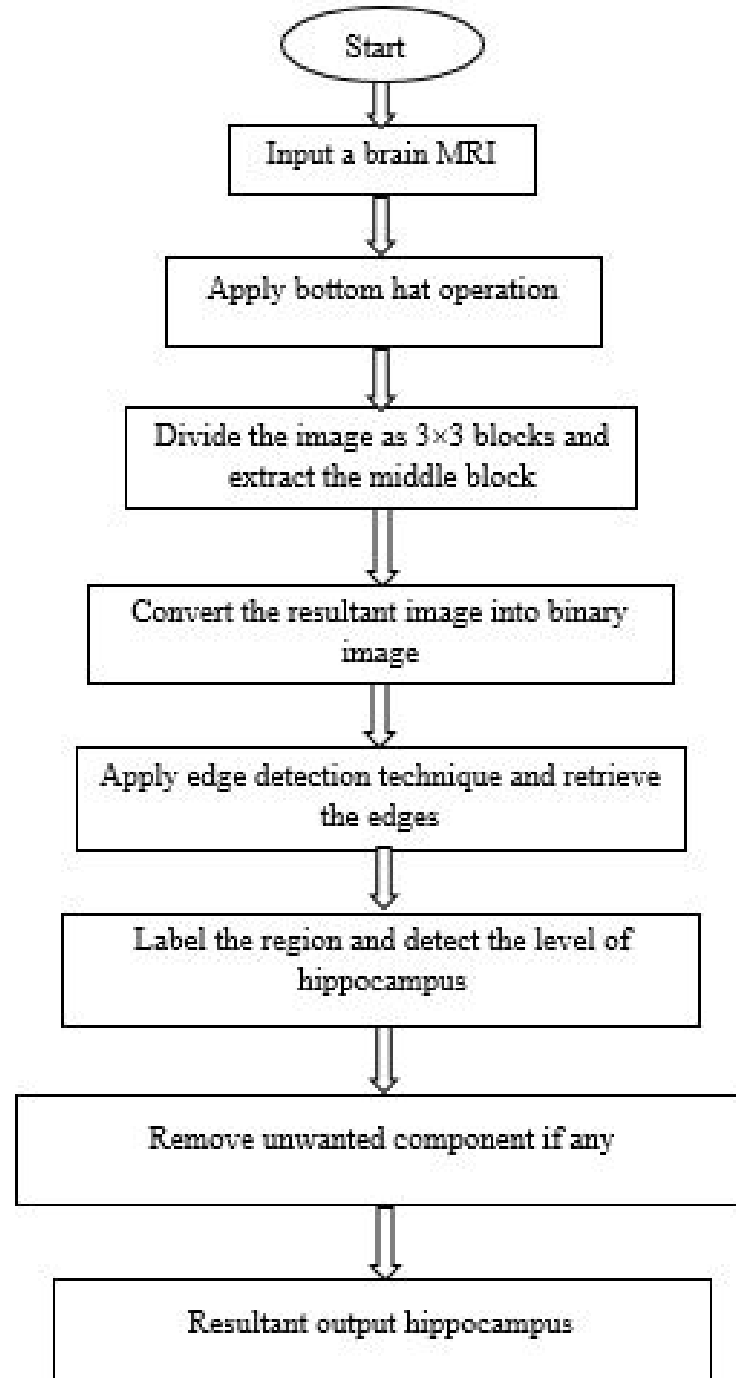 Start
Input a brain MRI
Apply bottom hat operation
Divide the image as 3×3 blocks and
extract the middle block
Convert the resultant image into binary
image
Apply edge detection technique and retrieve
the edges
Label the region and detect the level of
hippocampus
Remove unwanted component if any
Resultant output hippocampus